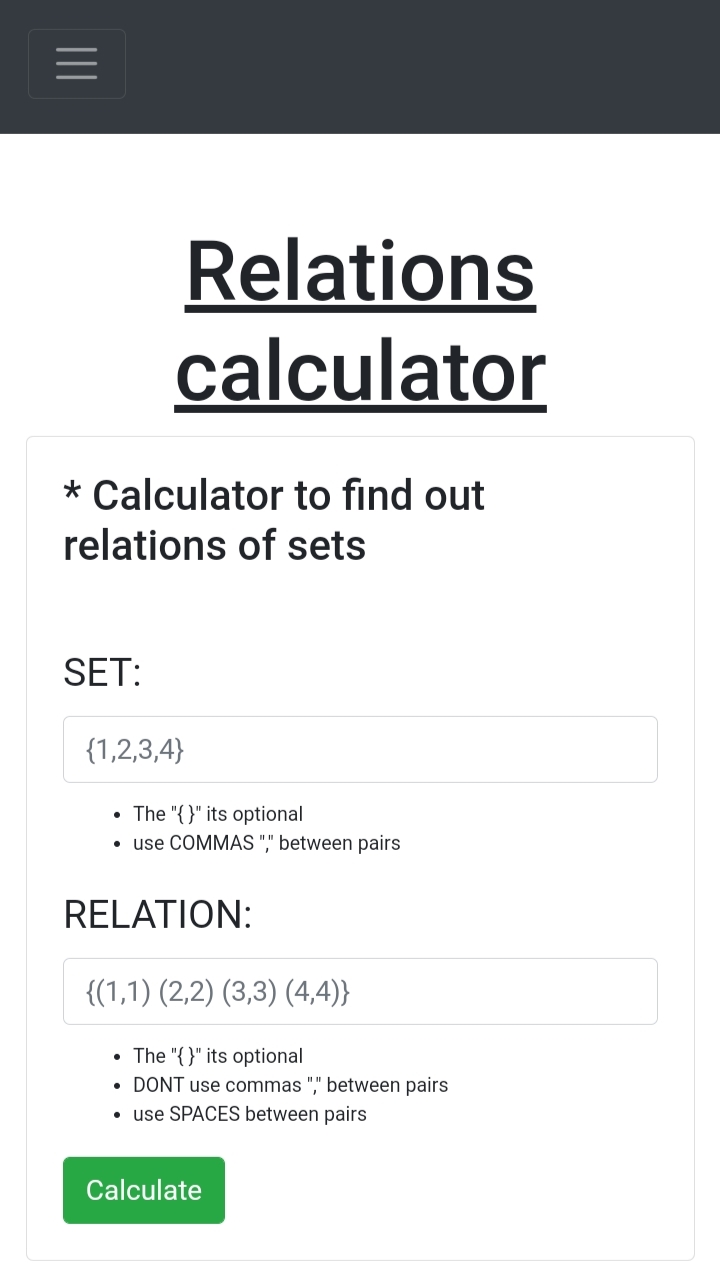 Relations
calculator
* Calculator to find out
relations of sets
SET:
{1,2,3,4}
• The "{ }" its optional
• use COMMAS "," between pairs
RELATION:
{(1,1) (2,2) (3,3) (4,4)}
• The "{ }" its optional
• DONT use commas "," between pairs
• use SPACES between pairs
Calculate